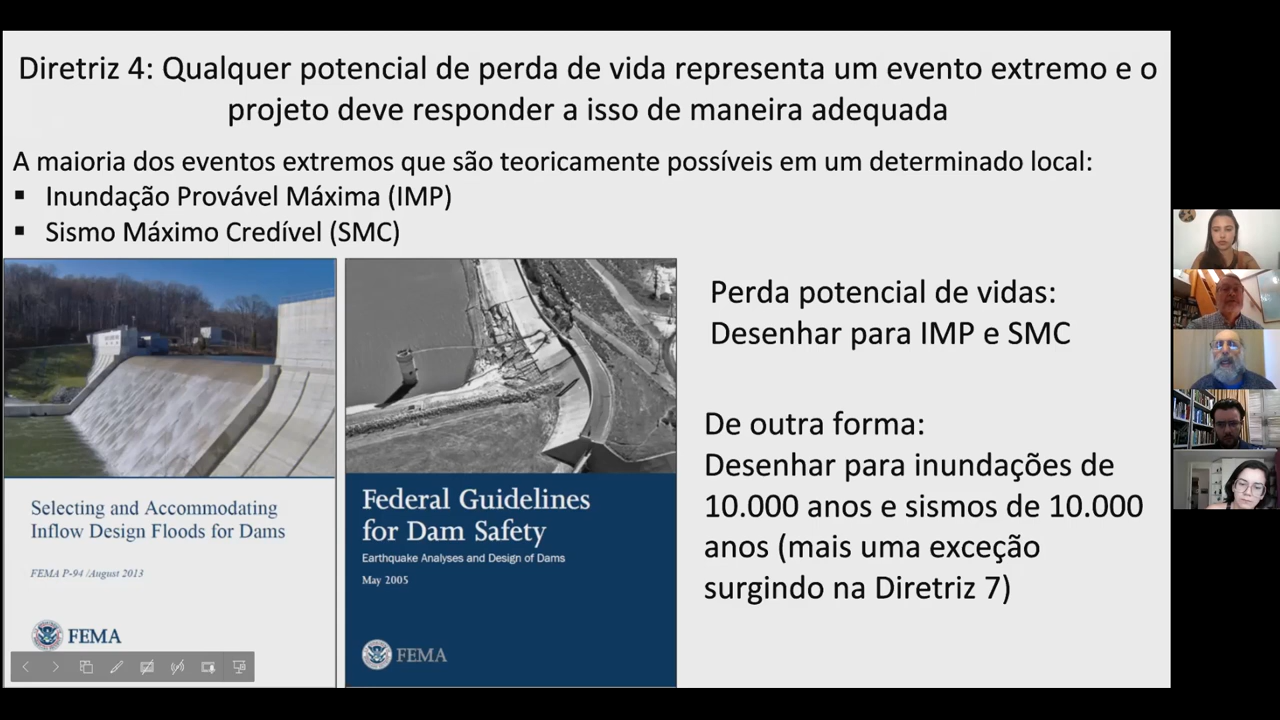 Diretriz 4: Qualquer potencial de perda de vida representa um evento extremo e o
projeto deve responder a isso de maneira adequada
A maioria dos eventos extremos que são teoricamente possíveis em um determinado local:
▪ Inundação Provável Máxima (IMP)
▪ Sismo Máximo Credível (SMC)
Selecting and Accommodating
Inflow Design Floods for Dams
FEMA P-94 /August 2013
FEMA
Federal Guidelines
for Dam Safety
Earthquake Analyses and Design of Dams
May 2005
FEMA
Perda potencial de vidas:
Desenhar para IMP e SMC
De outra forma:
Desenhar para inundações de
10.000 anos e sismos de 10.000
anos (mais uma exceção
surgindo na Diretriz 7)